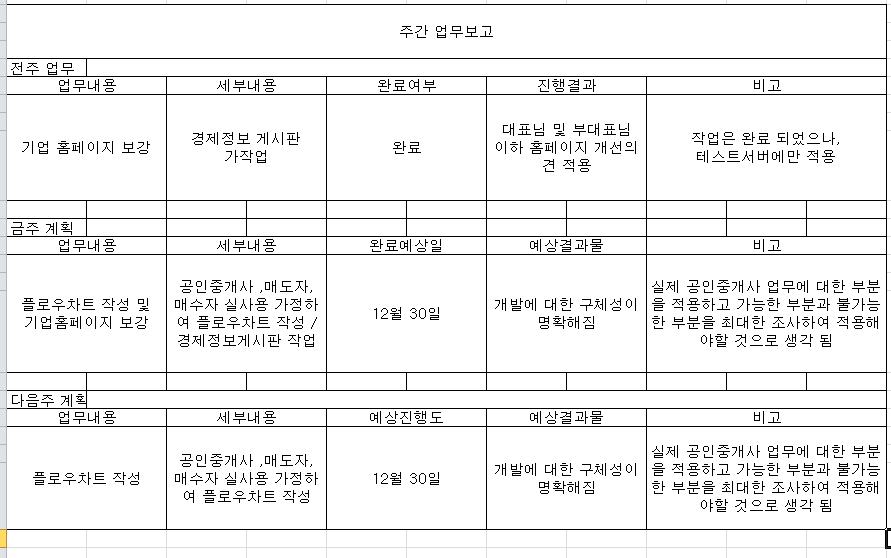 주간 업무보고
전주 업무
업무내용 세부내용 완료여부 진행결과 비고
기업 홈페이지 보강
경제정보 게시판
가작업
완료
대표님 및 부대표님
이하 홈페이지 개선의
견 적용
작업은 완료 되었으나,
테스트서버에만 적용
금주 계획
업무내용 세부내용 완료예상일 예상결과물 비고
플로우차트 작성 및
기업홈페이지 보강
공인중개사 ,매도자,
매수자 실사용 가정하
여 플로우차트 작성 /
경제정보게시판 작업
12월 30일
개발에 대한 구체성이
명확해짐
실제 공인중개사 업무에 대한 부분
을 적용하고 가능한 부분과 불가능
한 부분을 최대한 조사하여 적용해
야할 것으로 생각 됨
다음주 계획
업무내용 세부내용 예상진행도 예상결과물 비고
플로우차트 작성
공인중개사 ,매도자,
매수자 실사용 가정하
여 플로우차트 작성
12월 30일
개발에 대한 구체성이
명확해짐
실제 공인중개사 업무에 대한 부분
을 적용하고 가능한 부분과 불가능
한 부분을 최대한 조사하여 적용해
야할 것으로 생각 됨